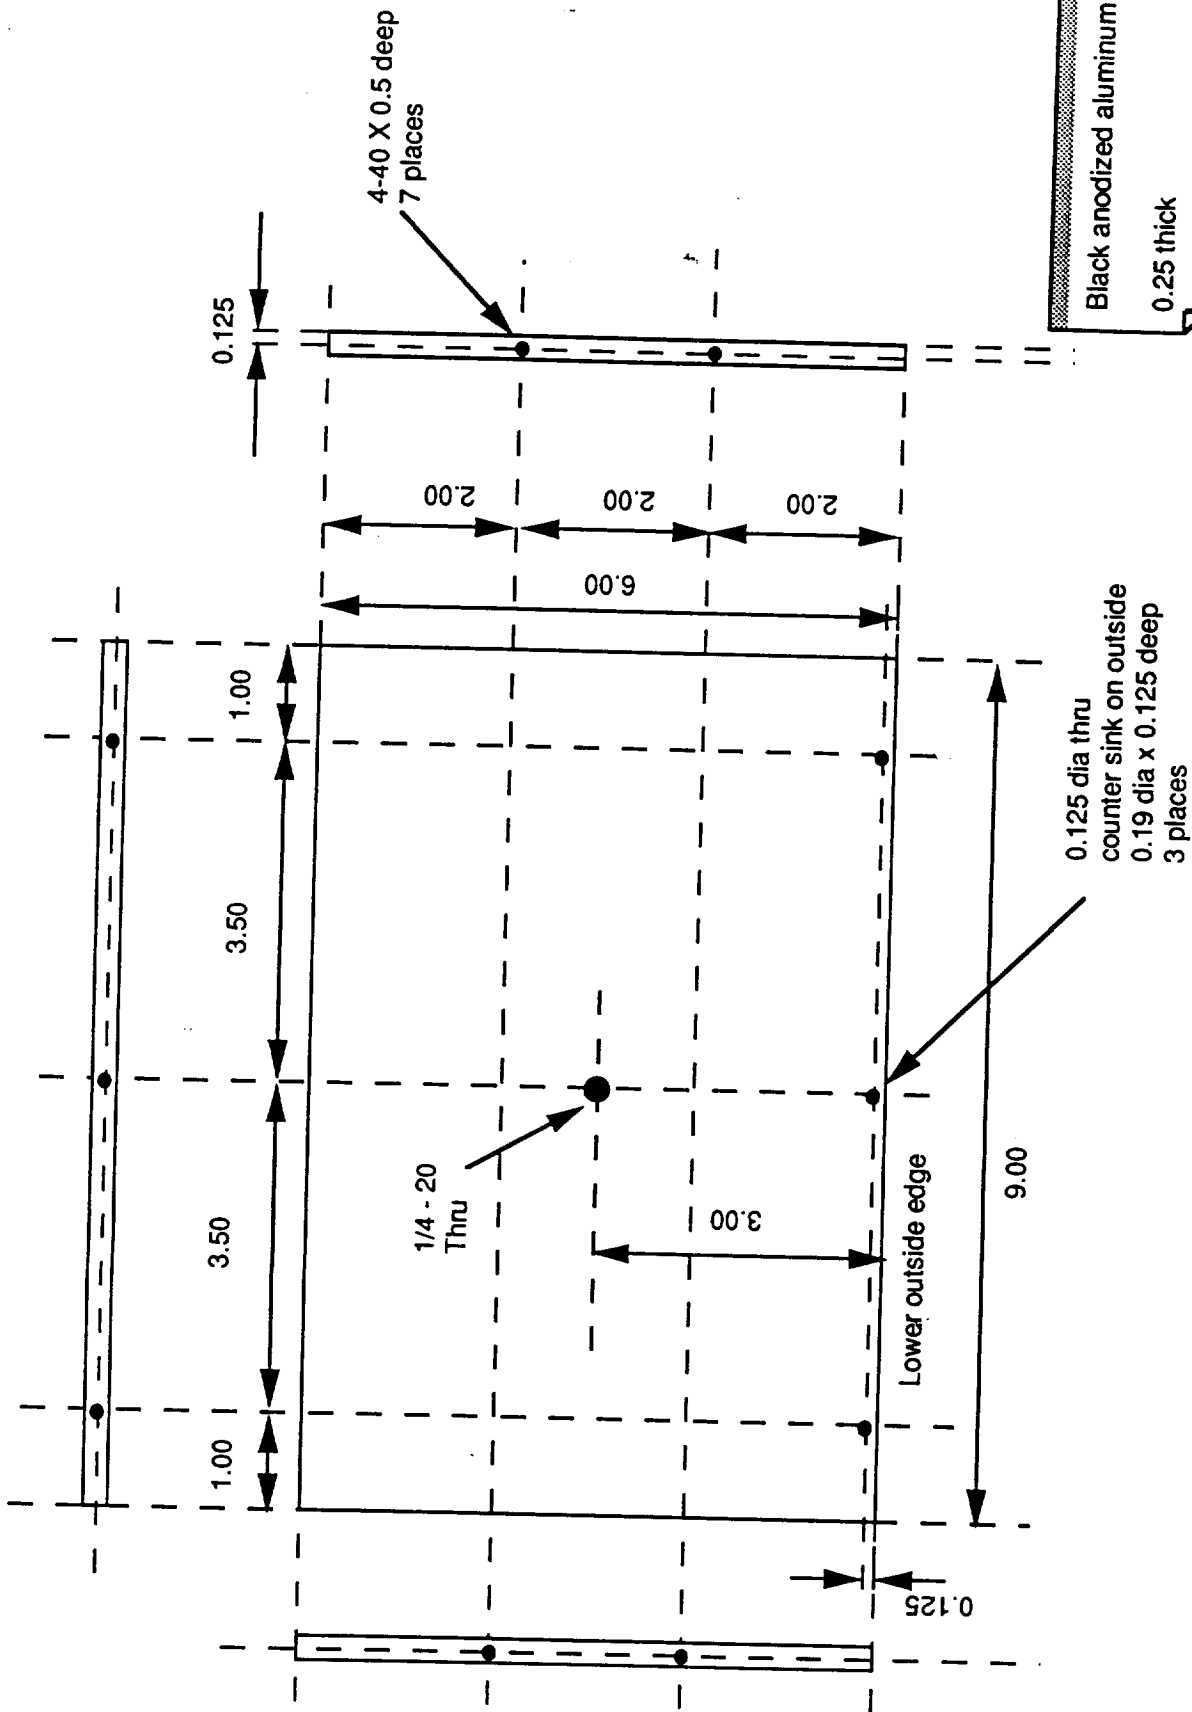 4-40 X 0.5 deep
7 places
0.125
2.00
2.00
2.00
6.00
1.00
3.50
3.50
1.00
1/4 - 20
Thru
3.00
Lower outside edge
9.00
0.125
0.125 dia thru
counter sink on outside
0.19 dia x 0.125 deep
3 places
Black anodized aluminum
0.25 thick